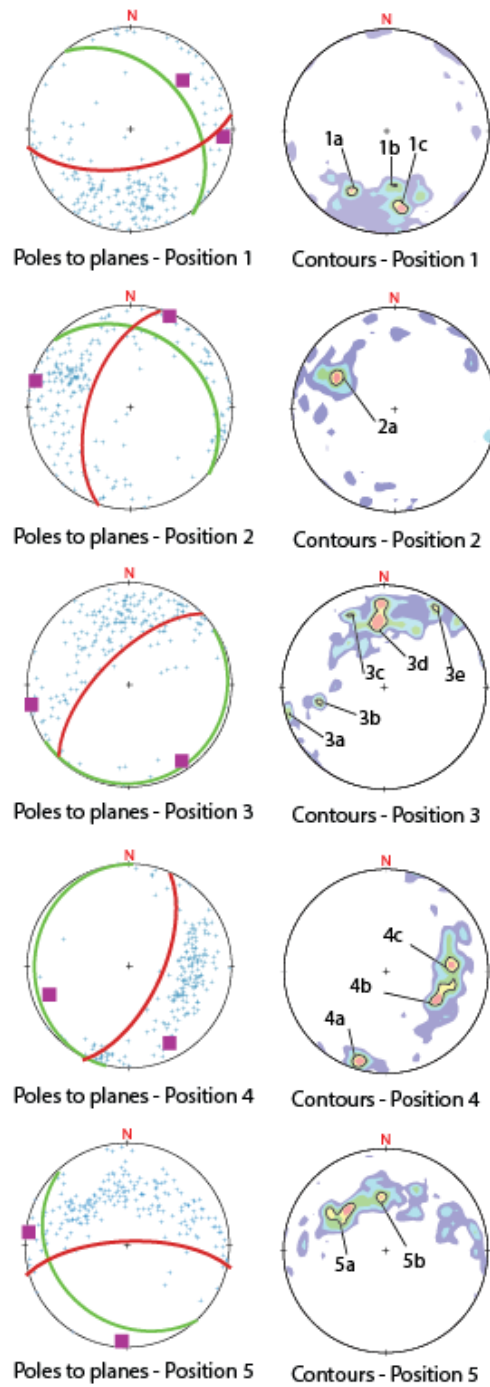 N
N
1a
1b
1c
Poles to planes - Position 1
Contours - Position 1
N
N
2a
Poles to planes - Position 2
Contours - Position 2
N
N
3c
3d
3e
3b
3a
Poles to planes - Position 3
Contours - Position 3
N
N
4c
4b
4a
Poles to planes - Position 4
Contours - Position 4
N
N
5a
5b
Poles to planes - Position 5
Contours - Position 5